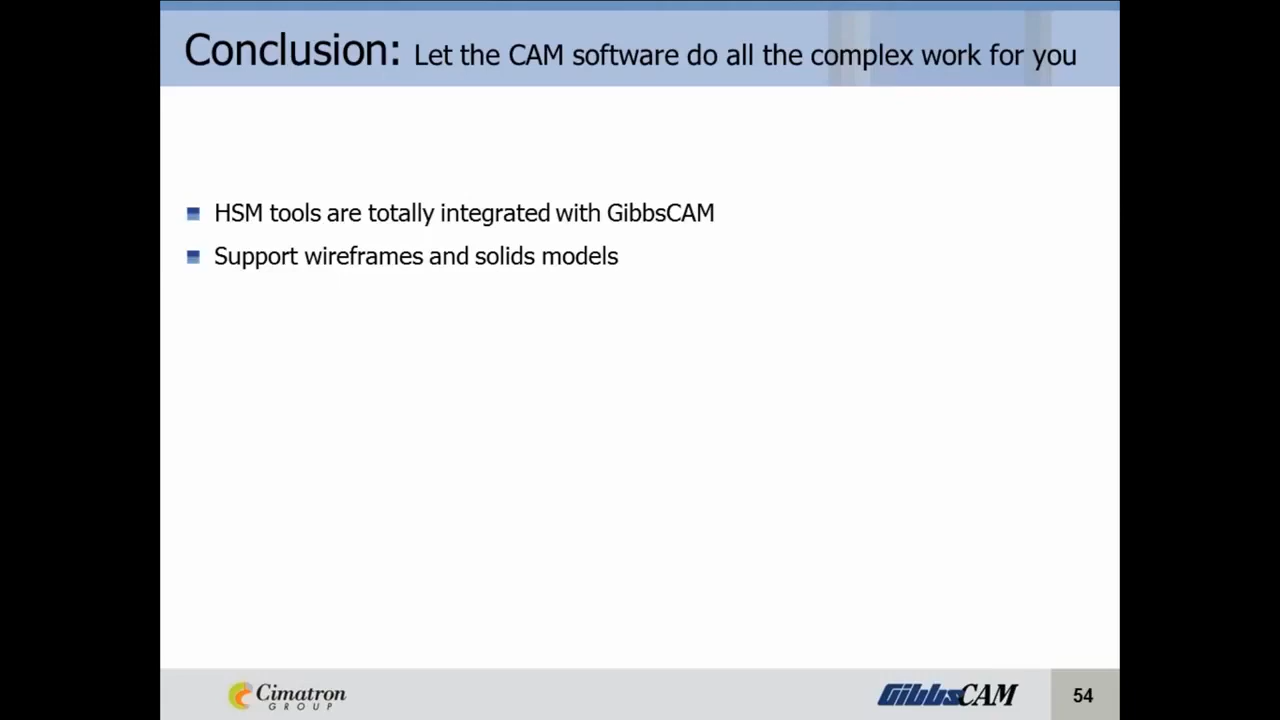 Conclusion: Let the CAM software do all the complex work for you
HSM tools are totally integrated with GibbsCAM
Support wireframes and solids models
Cimatron
GROUP
GibbsCAM
54